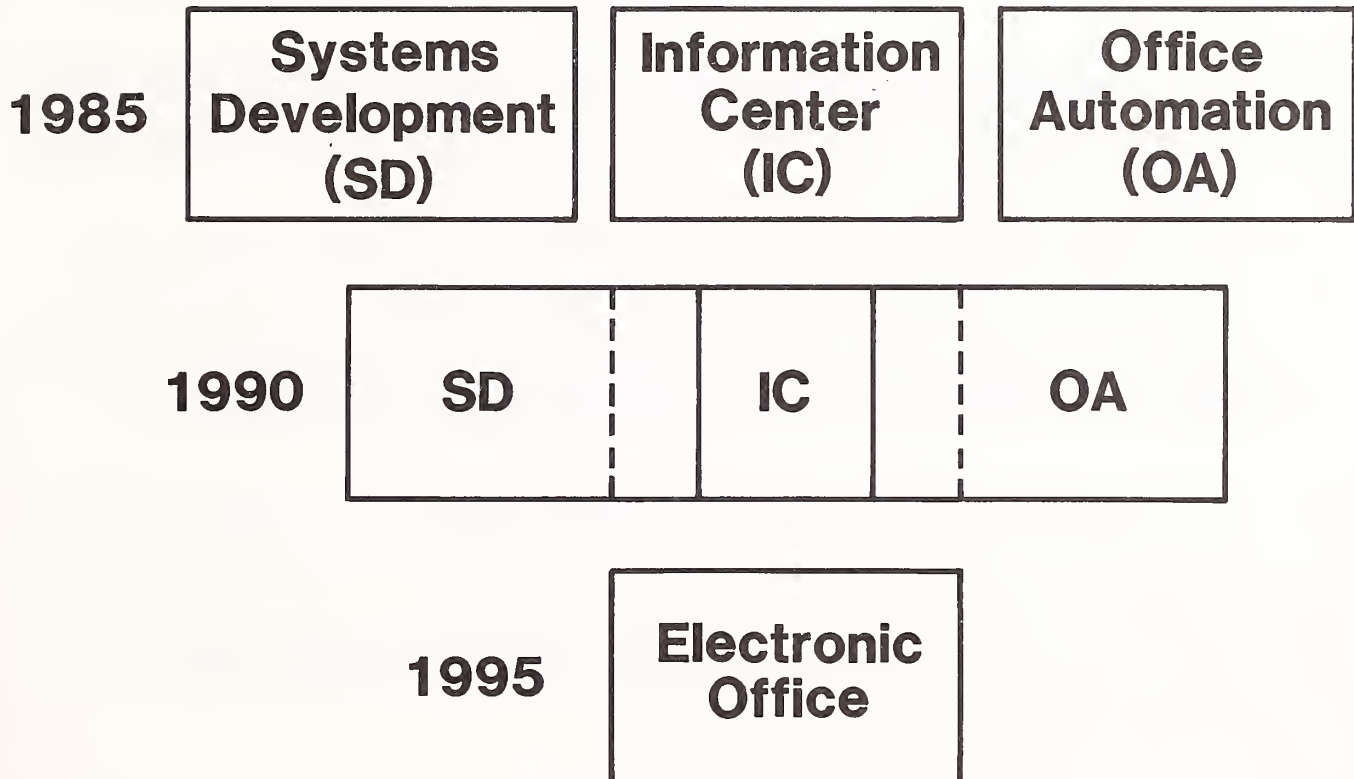 1985
Systems
Development
(SD)
Information
Center
(IC)
Office
Automation
(OA)
1990
SD
IC
OA
1995
Electronic
Office